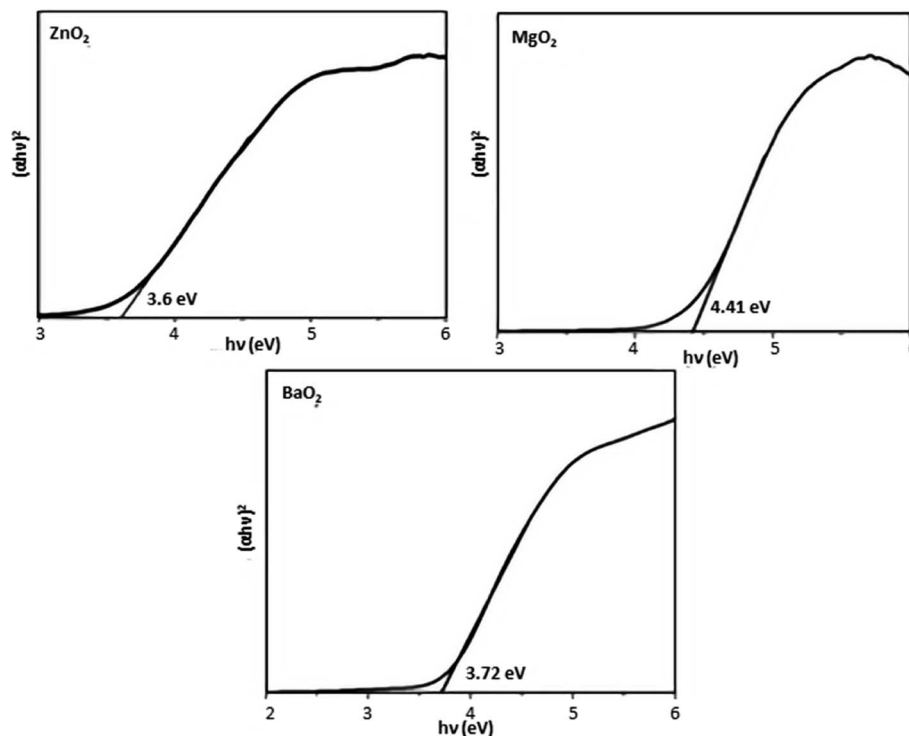 ZnO₂
(αhν)²
3.6 eV
3 4 5 6
hν (eV)
MgO₂
(αhν)²
4.41 eV
3 4 5 6
hν (eV)
BaO₂
(αhν)²
3.72 eV
2 3 4 5 6
hν (eV)